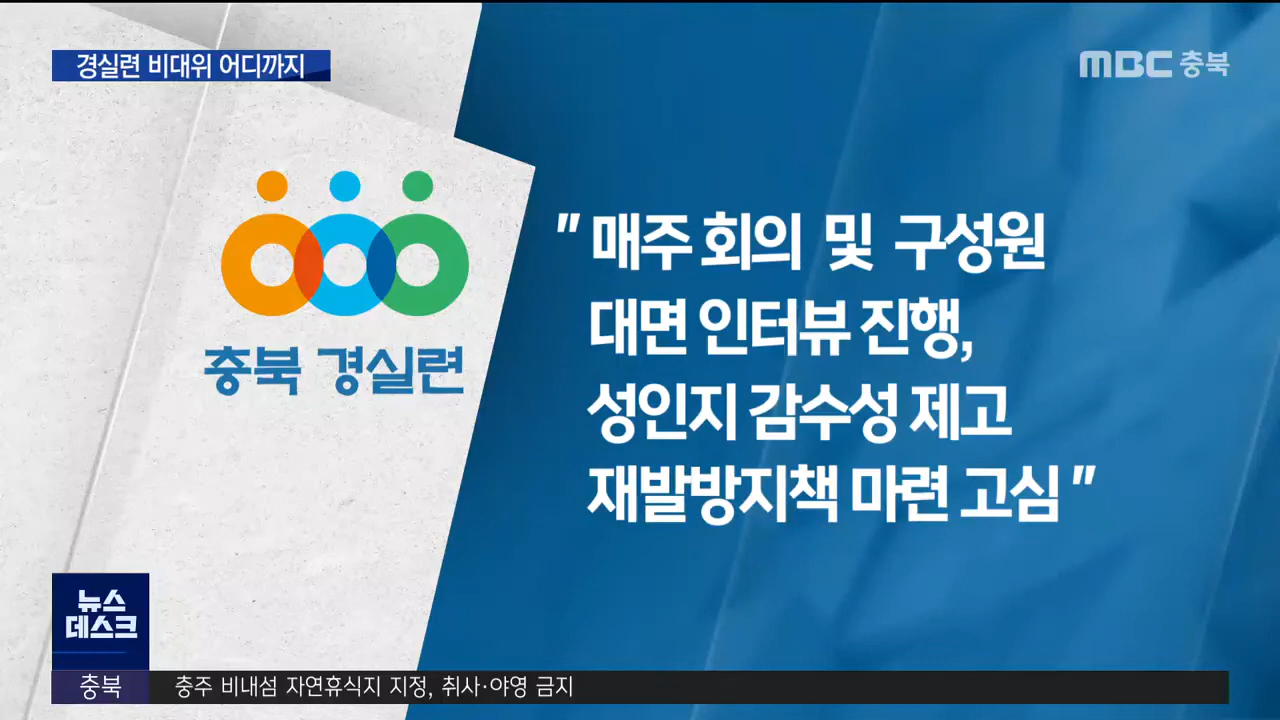 경실련 비대위 어디까지
MBC 충북
" 매주 회의 및 구성원
대면 인터뷰 진행,
성인지 감수성 제고
재발방지책 마련 고심 "
충북 경실련
뉴스
데스크
충북
충주 비내섬 자연휴식지 지정, 취사·야영 금지